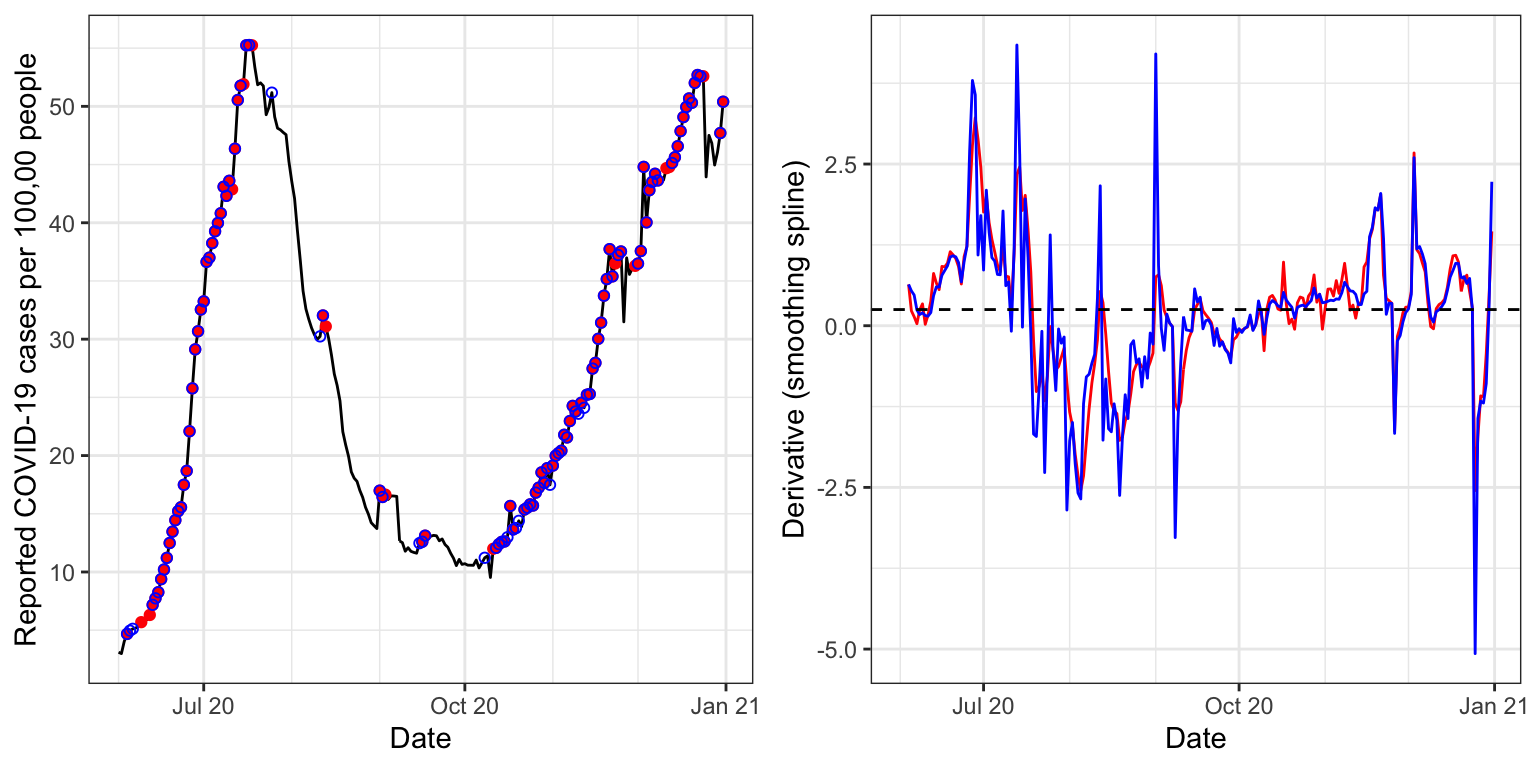 Reported COVID-19 cases per 100,00 people
50
40
30
20
10
Jul 20
Oct 20
Jan 21
Date
Derivative (smoothing spline)
2.5
0.0
-2.5
-5.0
Jul 20
Oct 20
Jan 21
Date